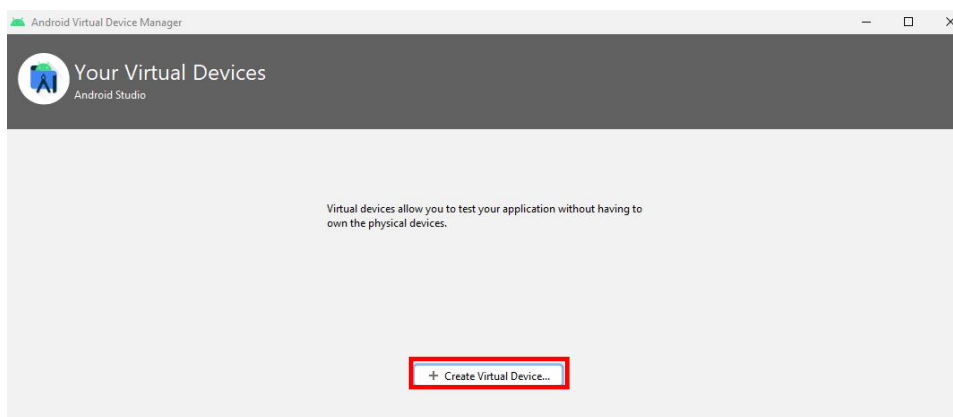 Android Virtual Device Manager
Your Virtual Devices
Android Studio
Virtual devices allow you to test your application without having to
own the physical devices.
+ Create Virtual Device...